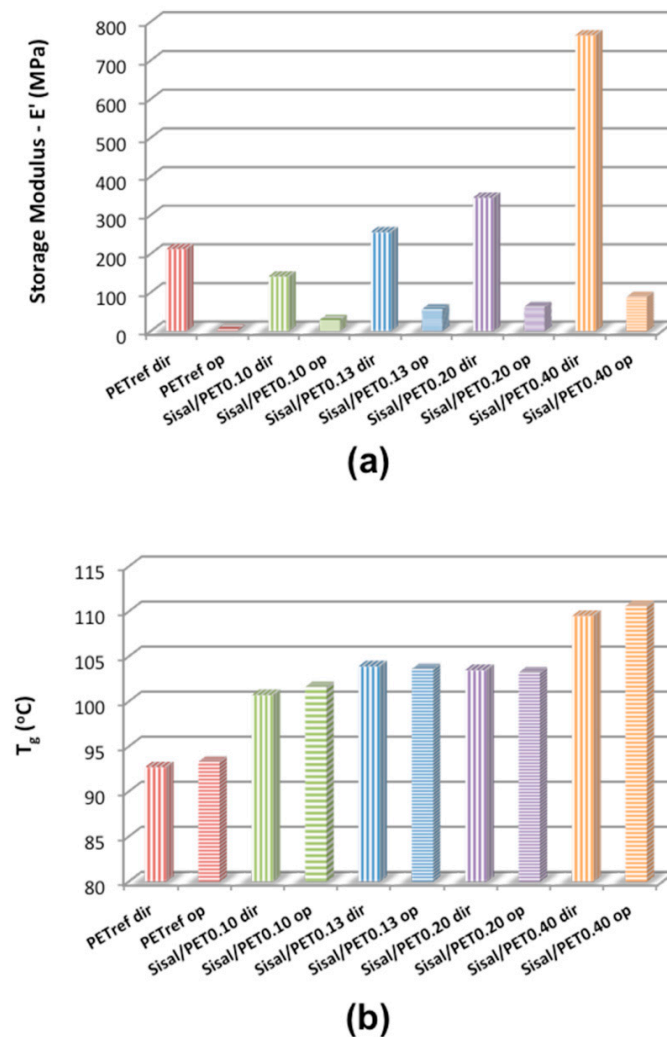 800
700
600
500
400
300
200
100
0
Storage Modulus - E' (MPa)
PETref dir
PETref op
Sisal/PET0.10 dir
Sisal/PET0.10 op
Sisal/PET0.13 dir
Sisal/PET0.13 op
Sisal/PET0.20 dir
Sisal/PET0.20 op
Sisal/PET0.40 dir
Sisal/PET0.40 op
(a)
115
110
105
100
95
90
85
80
Tg (oC)
PETref dir
PETref op
Sisal/PET0.10 dir
Sisal/PET0.10 op
Sisal/PET0.13 dir
Sisal/PET0.13 op
Sisal/PET0.20 dir
Sisal/PET0.20 op
Sisal/PET0.40 dir
Sisal/PET0.40 op
(b)